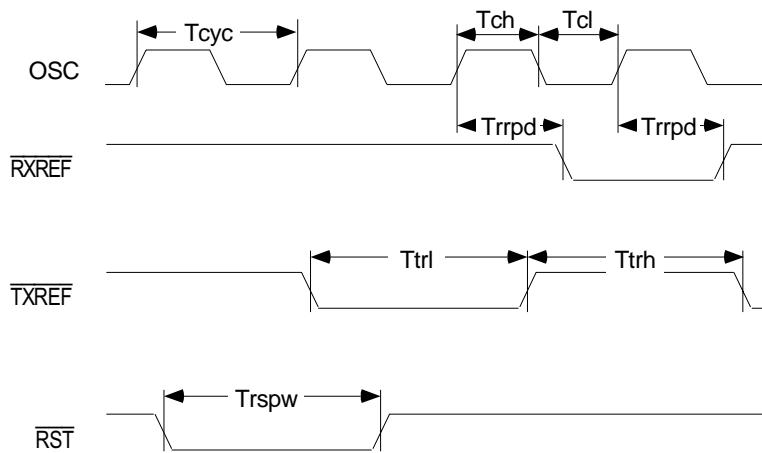 Tcyc
Tch
Tcl
OSC
Trrpd
Trrpd
RXREF
Ttrl
Ttrh
TXREF
Trspw
RST